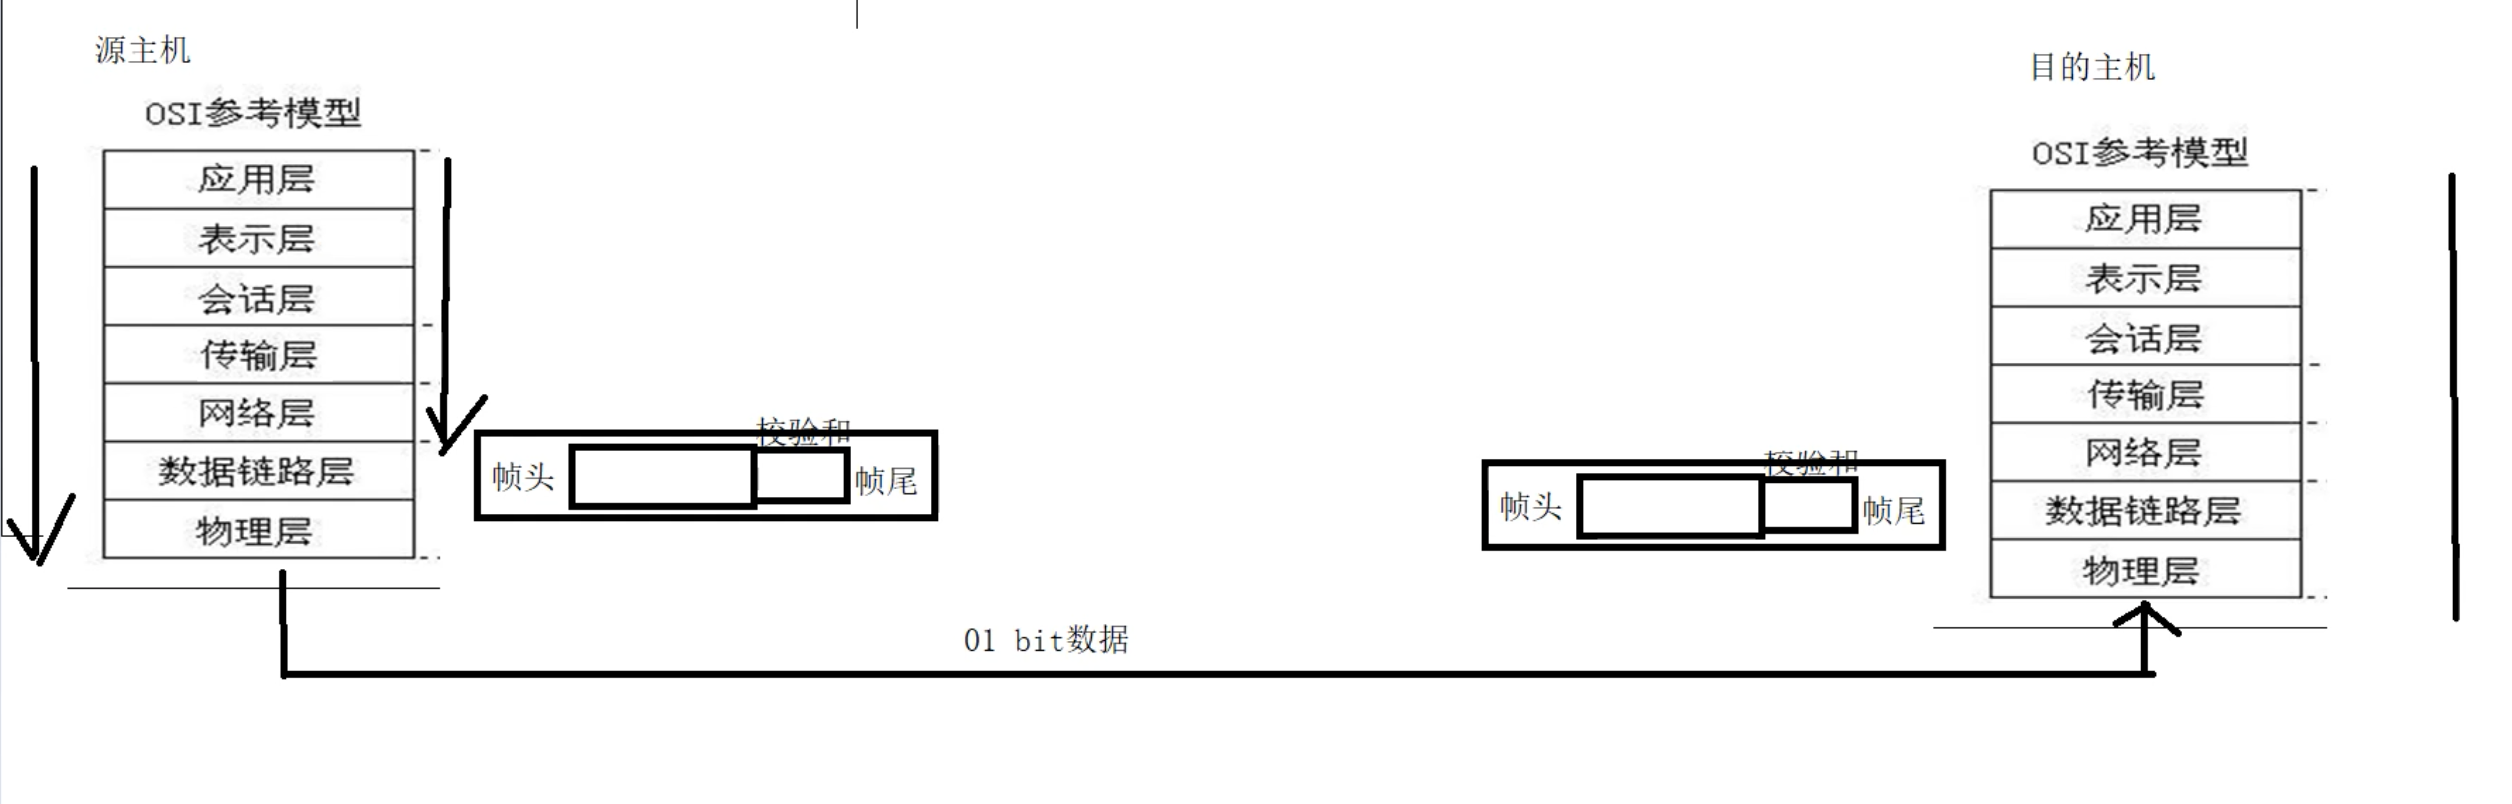 源主机
OSI参考模型
应用层
表示层
会话层
传输层
网络层
数据链路层
物理层
校验和
帧头
帧尾
01 bit数据
目的主机
OSI参考模型
应用层
表示层
会话层
传输层
网络层
数据链路层
物理层
校验和
帧头
帧尾